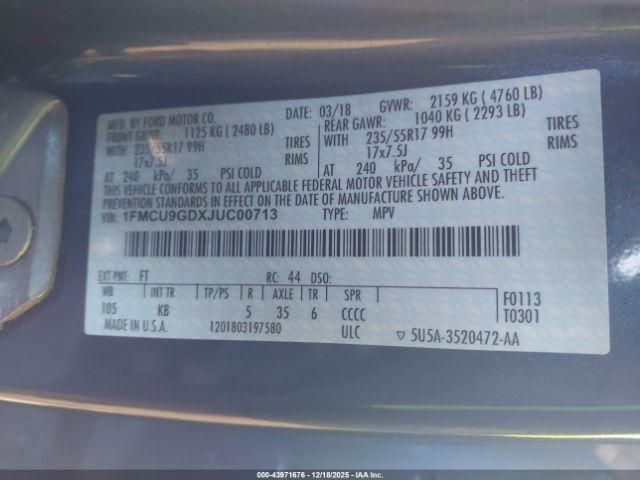 MFD. BY FORD MOTOR CO. DATE: 03/18 GVWR: 2159 KG ( 4760 LB)
FRONT GAWR: 1125 KG ( 2480 LB) REAR GAWR: 1040 KG ( 2293 LB)
WITH 235/55R17 99H TIRES WITH 235/55R17 99H TIRES
17x7.5J RIMS 17x7.5J RIMS
AT 240 kPa/ 35 PSI COLD AT 240 kPa/ 35 PSI COLD
THIS VEHICLE CONFORMS TO ALL APPLICABLE FEDERAL MOTOR VEHICLE SAFETY AND THEFT
PREVENTION STANDARDS IN EFFECT ON THE DATE OF MANUFACTURE SHOWN ABOVE.
VIN: 1FMCU9GDXJUC00713 TYPE: MPV
EXT PNT: FT RC: 44 DSO: F0113
WB INT TR TP/PS R AXLE TR SPR T0301
105 KB 5 35 6 CCCC
MADE IN U.S.A. 1201803197580 ULC ▽ 5U5A-3520472-AA
000-43971676 • 12/18/2025 • IAA Inc.